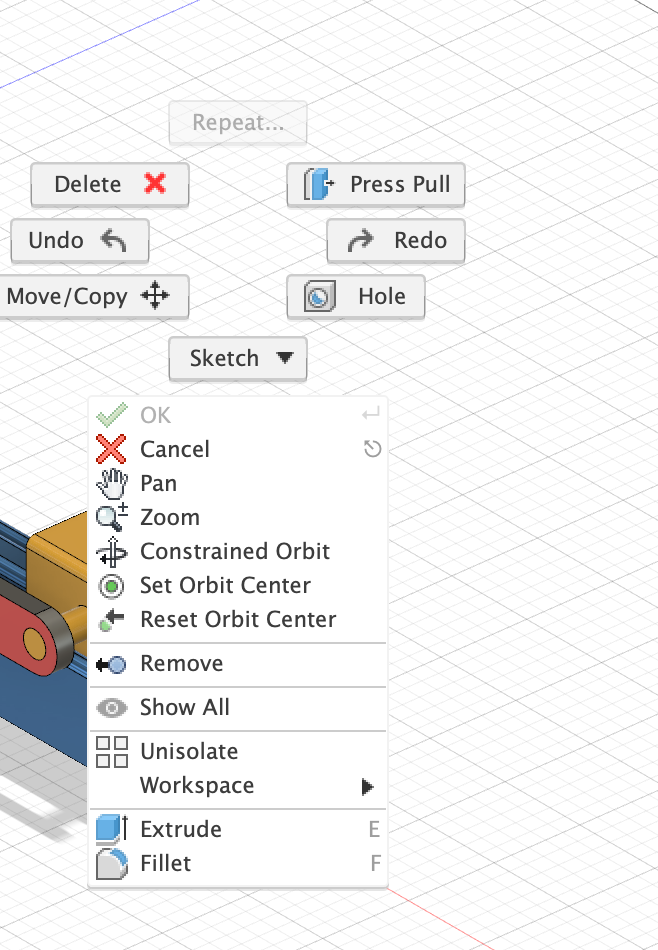 Repeat...
Delete
Press Pull
Undo
Redo
Move/Copy
Hole
Sketch
OK
Cancel
Pan
Zoom
Constrained Orbit
Set Orbit Center
Reset Orbit Center
Remove
Show All
Unisolate
Workspace
Extrude E
Fillet F